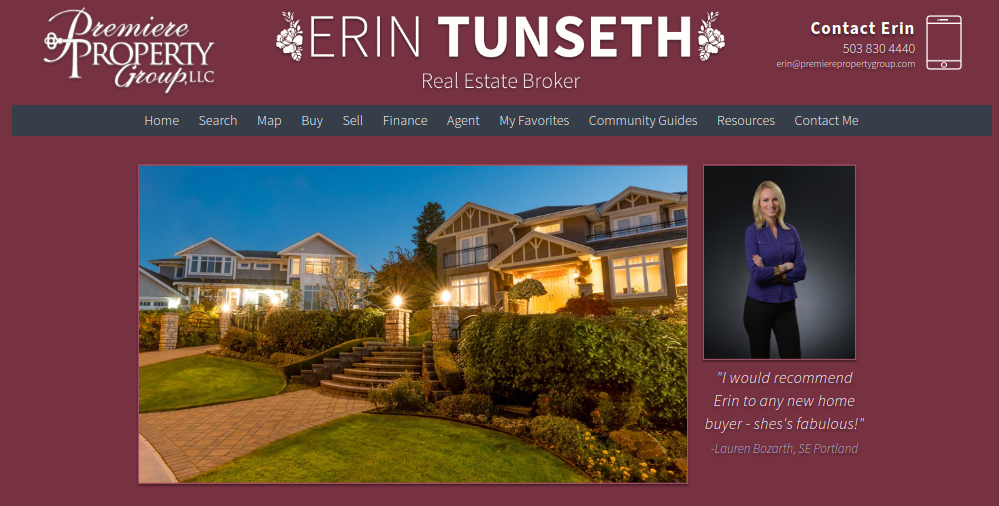 Premiere
PROPERTY
Group, LLC
ERIN TUNSETH
Real Estate Broker
Contact Erin
503 830 4440
erin@premierepropertygroup.com
Home Search Map Buy Sell Finance Agent My Favorites Community Guides Resources Contact Me
"I would recommend
Erin to any new home
buyer - shes's fabulous!"
-Lauren Bozarth, SE Portland